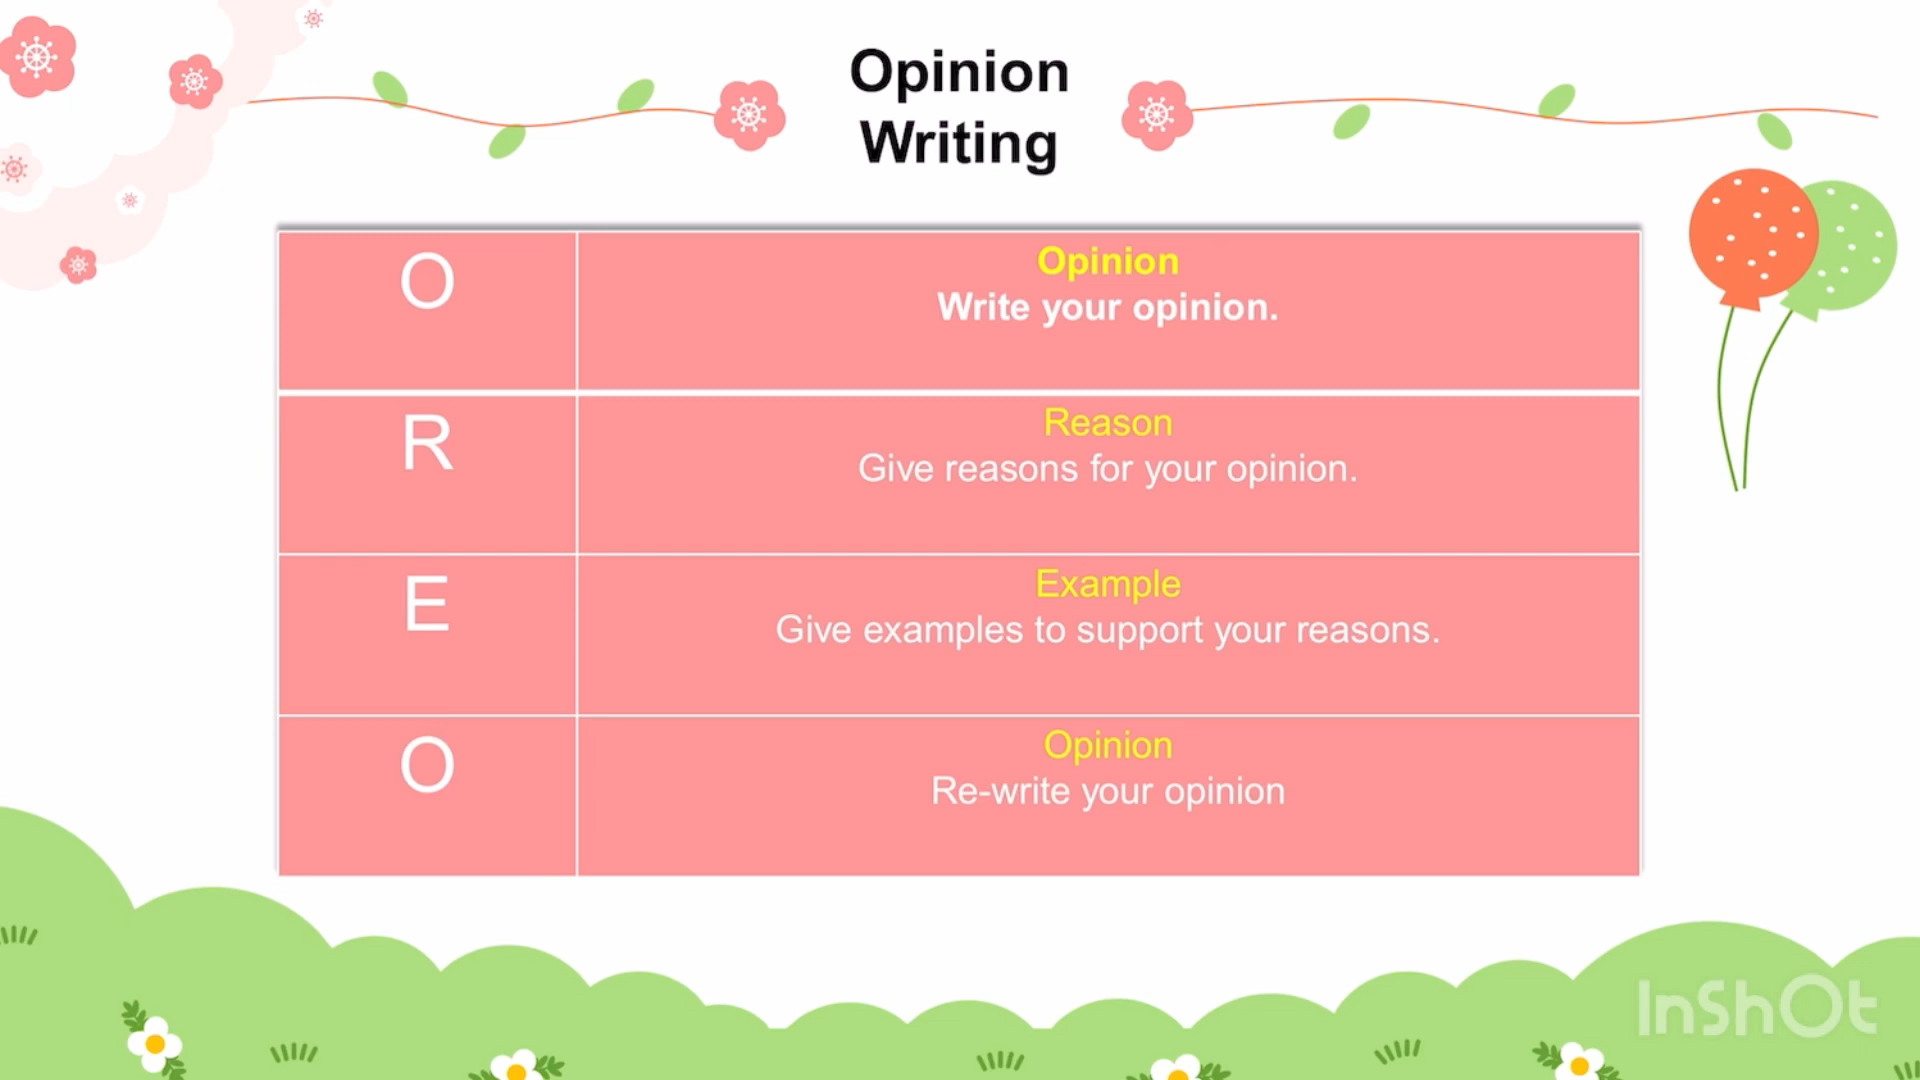 Opinion
Writing
O
Opinion
Write your opinion.
R
Reason
Give reasons for your opinion.
E
Example
Give examples to support your reasons.
O
Opinion
Re-write your opinion
InShOt